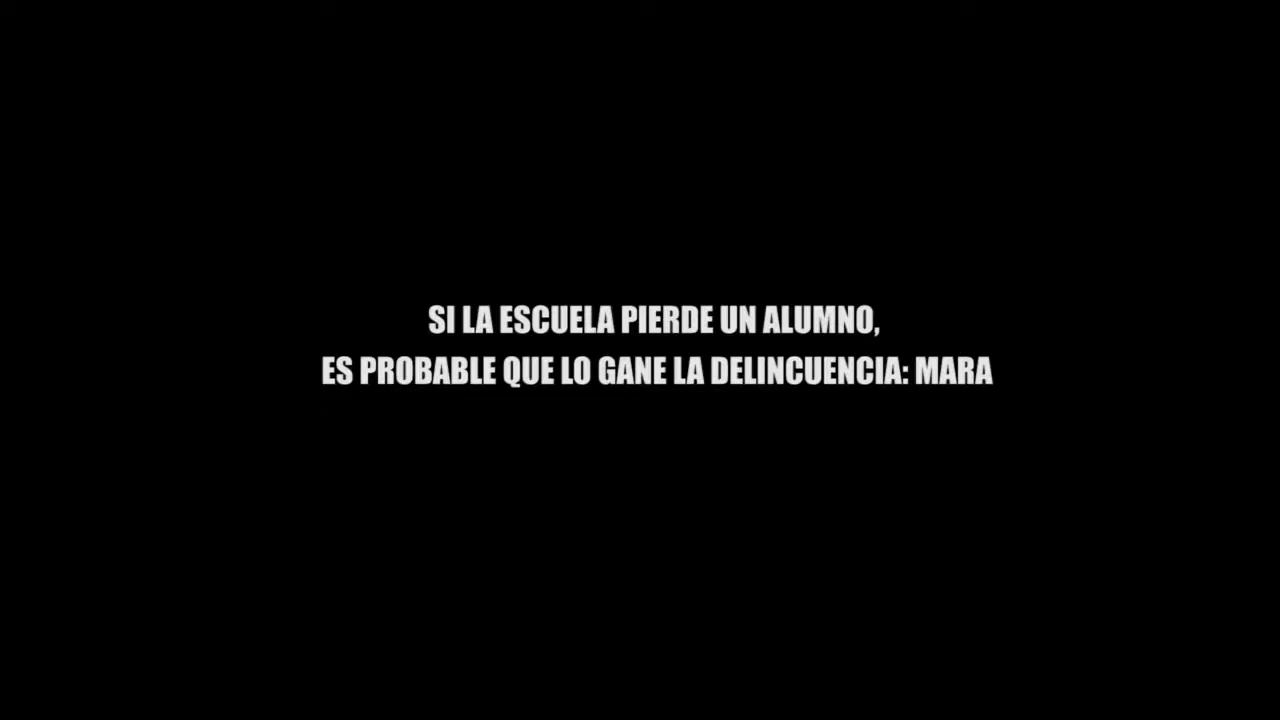 SI LA ESCUELA PIERDE UN ALUMNO,
ES PROBABLE QUE LO GANE LA DELINCUENCIA: MARA